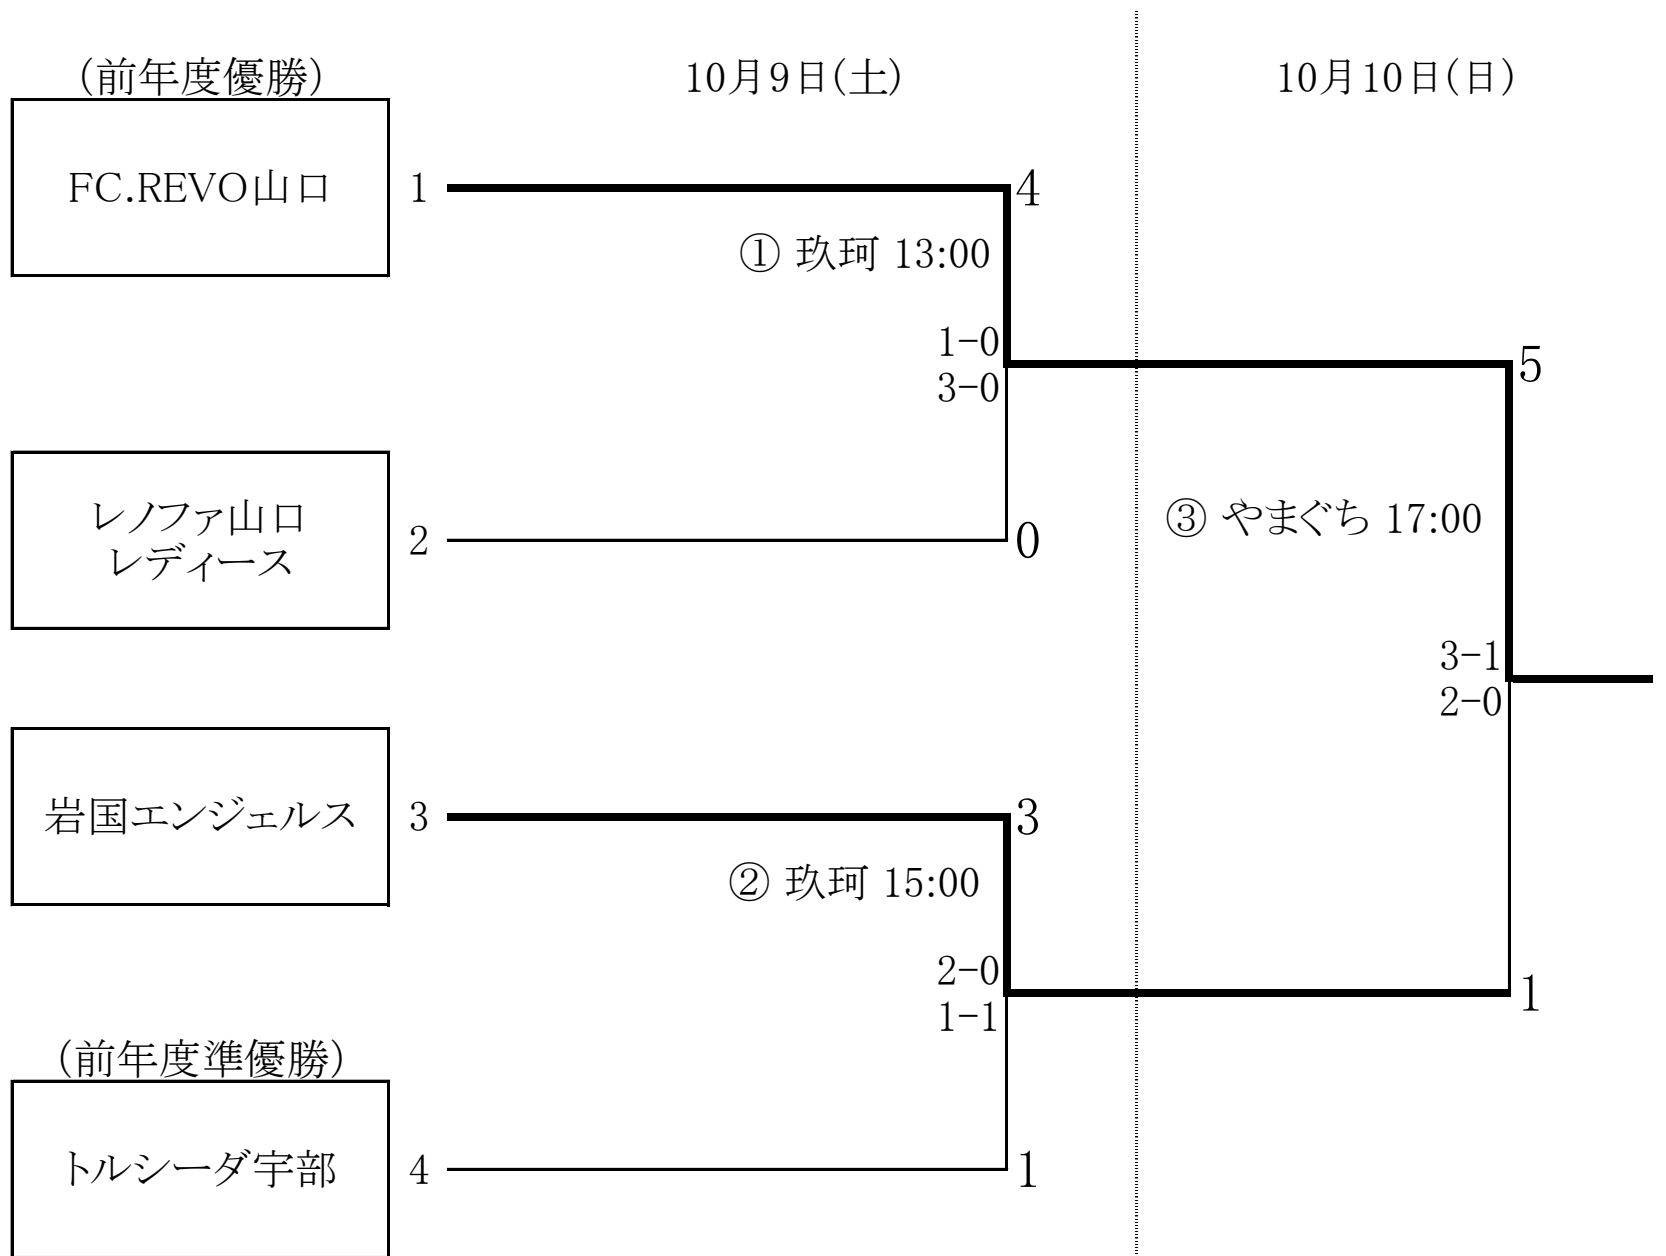 (前年度優勝)
10月9日(土)
10月10日(日)
FC.REVO山口
1
4
① 玖珂 13:00
1-0
3-0
5
レノファ山口
レディース
2
0
③ やまぐち 17:00
3-1
2-0
岩国エンジェルス
3
3
② 玖珂 15:00
2-0
1-1
1
(前年度準優勝)
トルシーダ宇部
4
1